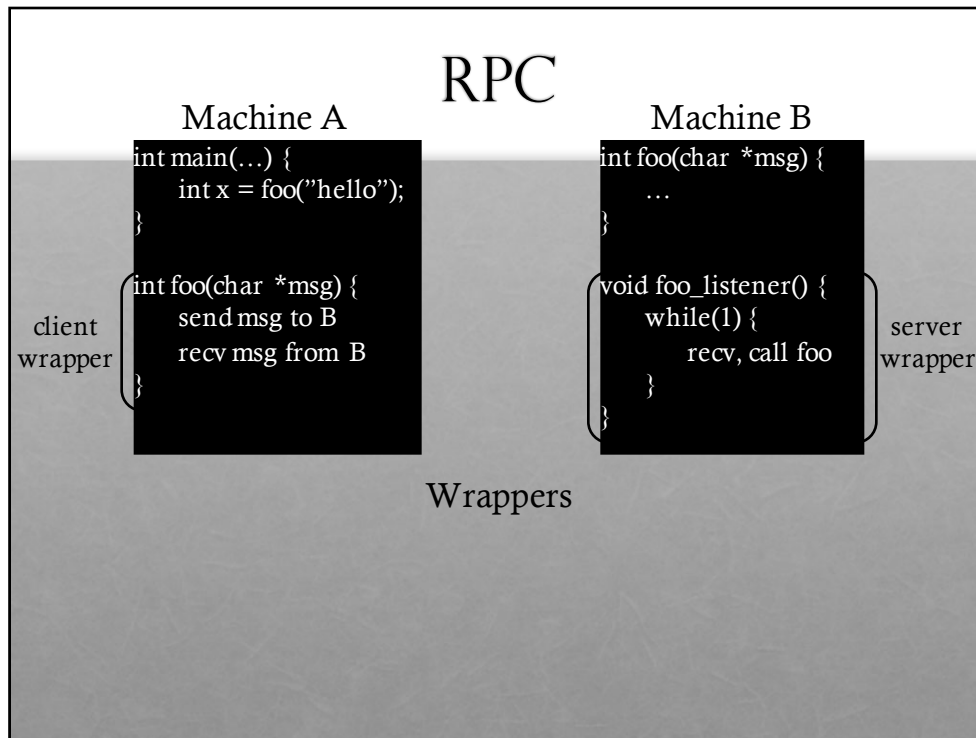 RPC
Machine A
int main(…) {
int x = foo(”hello”);
}
int foo(char *msg) {
send msg to B
recv msg from B
}
client
wrapper
Machine B
int foo(char *msg) {
…
}
void foo_listener() {
while(1) {
recv, call foo
}
}
server
wrapper
Wrappers